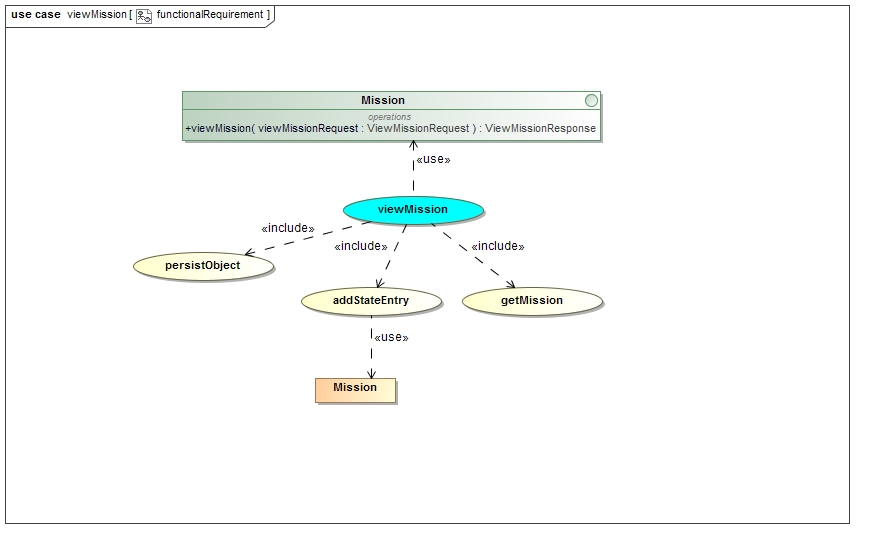 use case viewMission [ functionalRequirement ]
Mission
operations
+viewMission( viewMissionRequest : ViewMissionRequest ) : ViewMissionResponse
«use»
viewMission
«include»
«include»
«include»
persistObject
addStateEntry
getMission
«use»
Mission